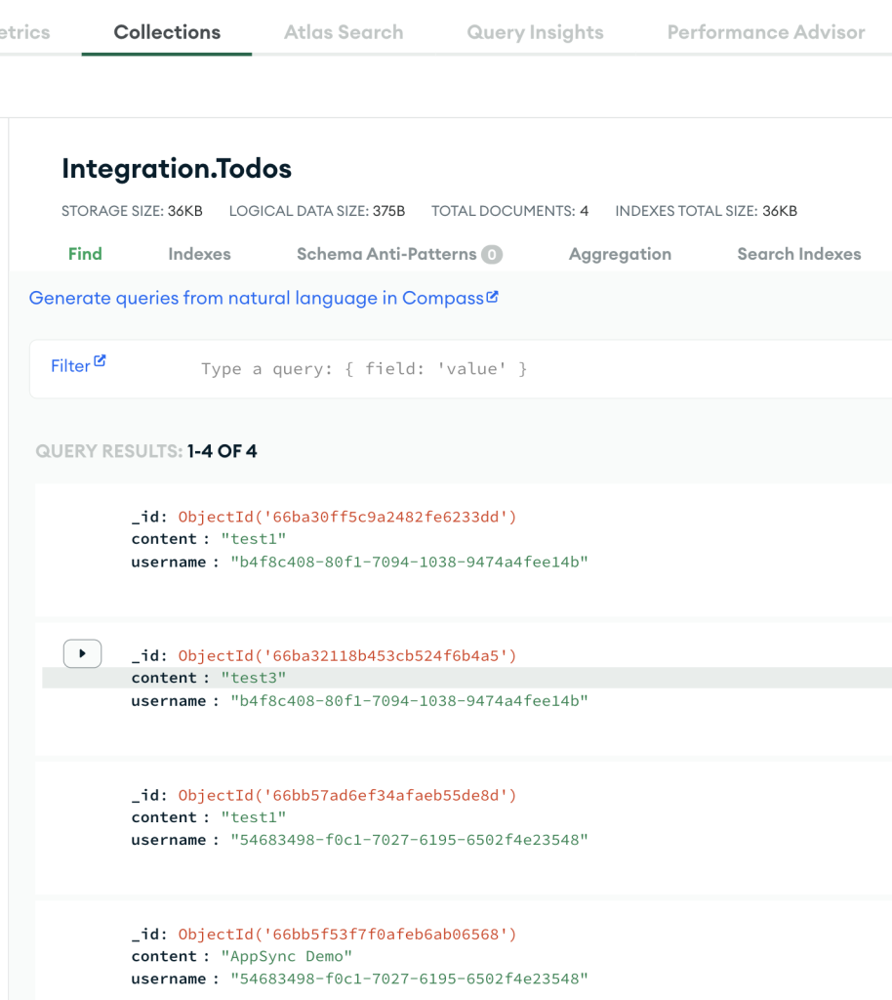 etrics Collections Atlas Search Query Insights Performance Advisor
Integration.Todos
STORAGE SIZE: 36KB LOGICAL DATA SIZE: 375B TOTAL DOCUMENTS: 4 INDEXES TOTAL SIZE: 36KB
Find Indexes Schema Anti-Patterns 0 Aggregation Search Indexes
Generate queries from natural language in Compass
Filter Type a query: { field: 'value' }
QUERY RESULTS: 1-4 OF 4
_id: ObjectId('66ba30ff5c9a2482fe6233dd')
content : "test1"
username : "b4f8c408-80f1-7094-1038-9474a4fee14b"
_id: ObjectId('66ba32118b453cb524f6b4a5')
content : "test3"
username : "b4f8c408-80f1-7094-1038-9474a4fee14b"
_id: ObjectId('66bb57ad6ef34afaeb55de8d')
content : "test1"
username : "54683498-f0c1-7027-6195-6502f4e23548"
_id: ObjectId('66bb5f53f7f0afeb6ab06568')
content : "AppSync Demo"
username : "54683498-f0c1-7027-6195-6502f4e23548"